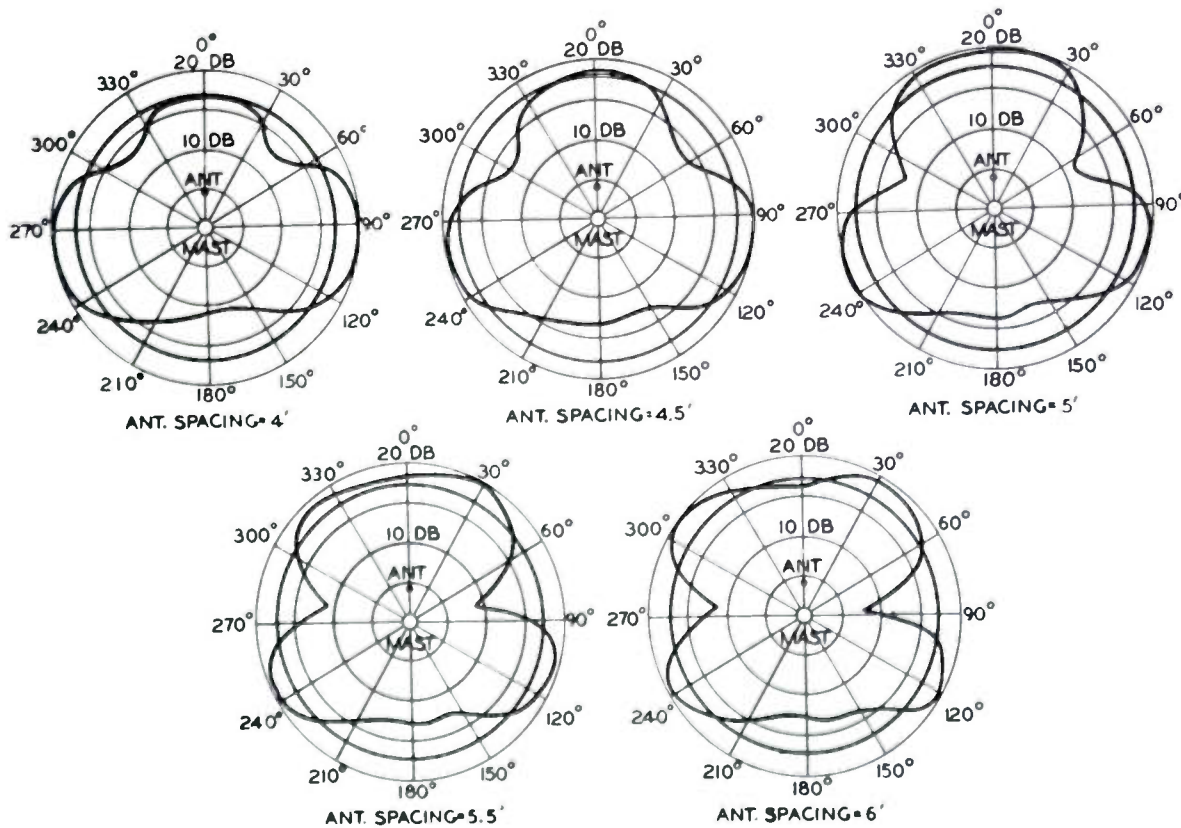 0°
20 DB
330°
30°
300°
60°
10 DB
ANT
270°
90°
MAST
240°
120°
210°
150°
180°
ANT. SPACING=4'
0°
20 DB
330°
30°
300°
60°
10 DB
ANT
270°
90°
MAST
240°
120°
210°
150°
180°
ANT. SPACING=4.5'
0°
20 DB
330°
30°
300°
60°
10 DB
ANT
270°
90°
MAST
240°
120°
210°
150°
180°
ANT. SPACING=5'
0°
20 DB
330°
30°
300°
60°
10 DB
ANT
270°
90°
MAST
240°
120°
210°
150°
180°
ANT. SPACING=5.5'
0°
20 DB
330°
30°
300°
60°
10 DB
ANT
270°
90°
MAST
240°
120°
210°
150°
180°
ANT. SPACING=6'